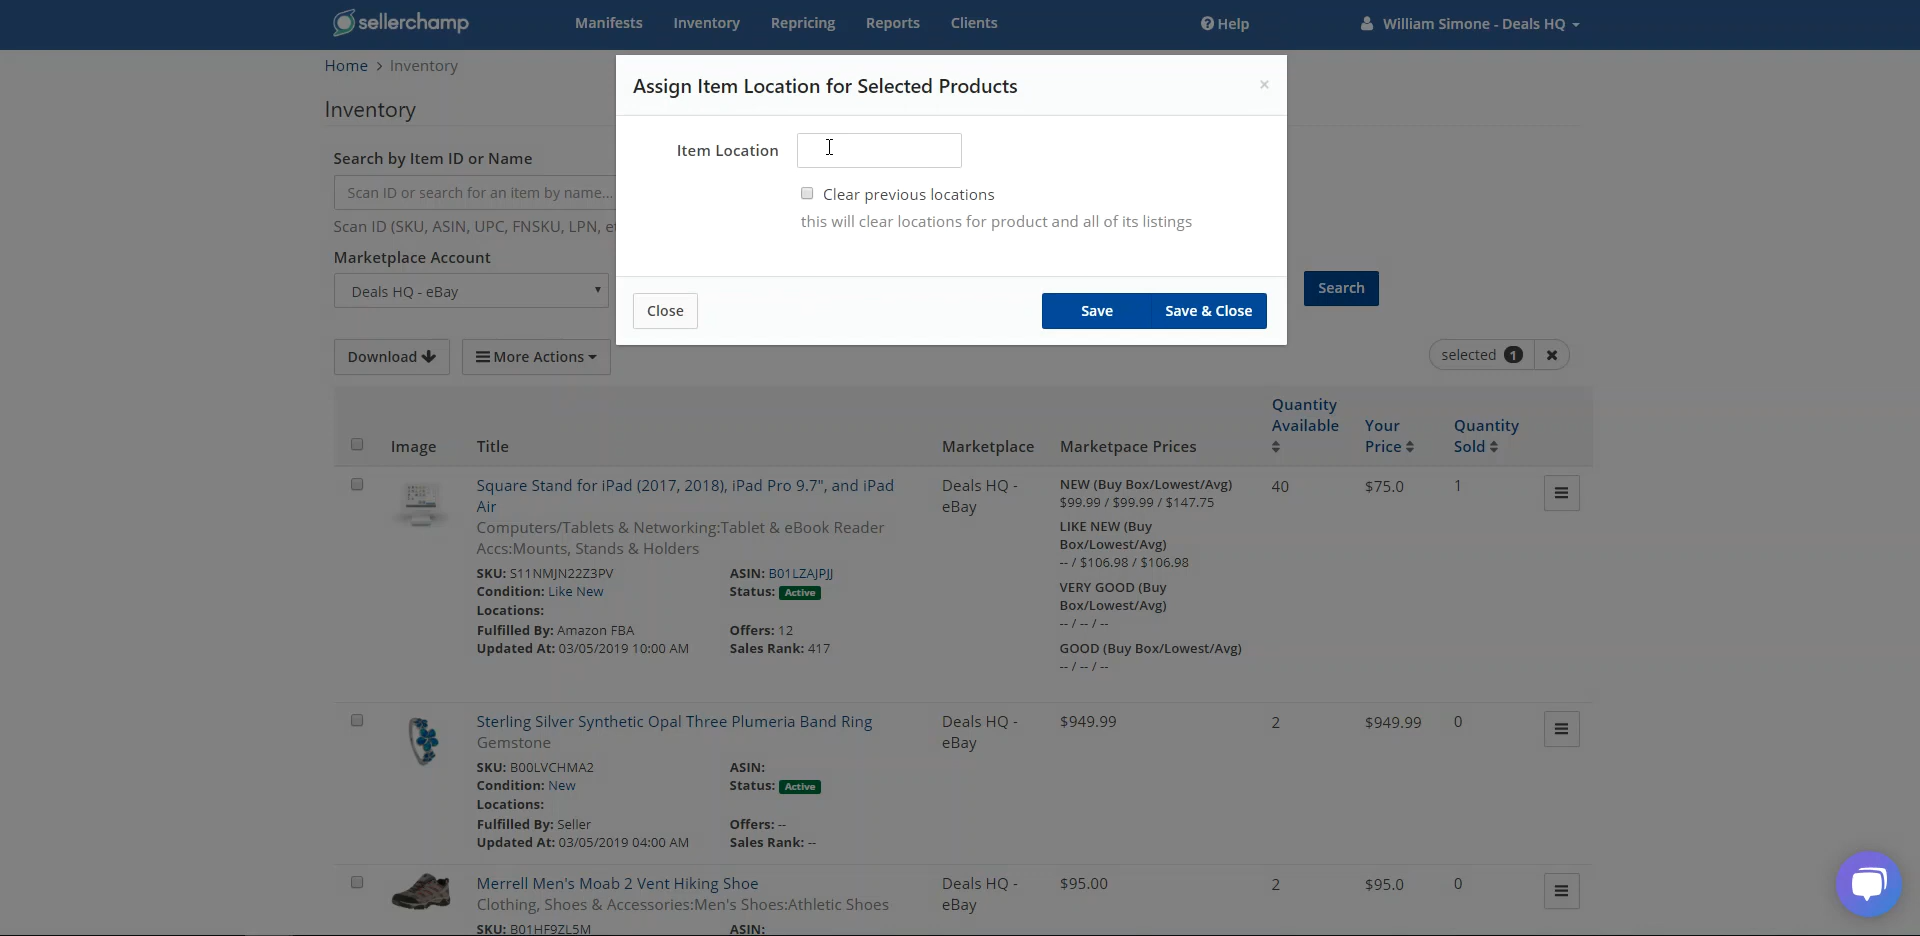 sellerchamp
Manifests
Inventory
Repricing
Reports
Clients
Help
William Simone - Deals HQ
Home > Inventory
Inventory
Search by Item ID or Name
Scan ID or search for an item by name...
Scan ID (SKU, ASIN, UPC, FNSKU, LPN,
Marketplace Account
Deals HQ - eBay
Assign Item Location for Selected Products
×
Item Location
Clear previous locations
this will clear locations for product and all of its listings
Close
Save
Save & Close
Search
Download
More Actions
selected 1
Image
Title
Marketplace
Marketpace Prices
Quantity
Available
Your
Price
Quantity
Sold
Square Stand for iPad (2017, 2018), iPad Pro 9.7", and iPad
Air
Computers/Tablets & Networking:Tablet & eBook Reader
Accs:Mounts, Stands & Holders
SKU: S11NMJN22Z3PV
ASIN: B01LZAJPJJ
Condition: Like New
Status: Active
Locations:
Fulfilled By: Amazon FBA
Offers: 12
Updated At: 03/05/2019 10:00 AM
Sales Rank: 417
Deals HQ -
eBay
NEW (Buy Box/Lowest/Avg)
$99.99 / $99.99 / $147.75
LIKE NEW (Buy
Box/Lowest/Avg)
-- / $106.98 / $106.98
VERY GOOD (Buy
Box/Lowest/Avg)
-- / -- / --
GOOD (Buy Box/Lowest/Avg)
-- / -- / --
40
$75.0
1
Sterling Silver Synthetic Opal Three Plumeria Band Ring
Gemstone
SKU: B00LVCHMA2
ASIN:
Condition: New
Status: Active
Locations:
Fulfilled By: Seller
Offers: --
Updated At: 03/05/2019 04:00 AM
Sales Rank: --
Deals HQ -
eBay
$949.99
2
$949.99
0
Merrell Men's Moab 2 Vent Hiking Shoe
Clothing, Shoes & Accessories:Men's Shoes:Athletic Shoes
SKU: B01HF9ZL5M
ASIN:
Deals HQ -
eBay
$95.00
2
$95.0
0